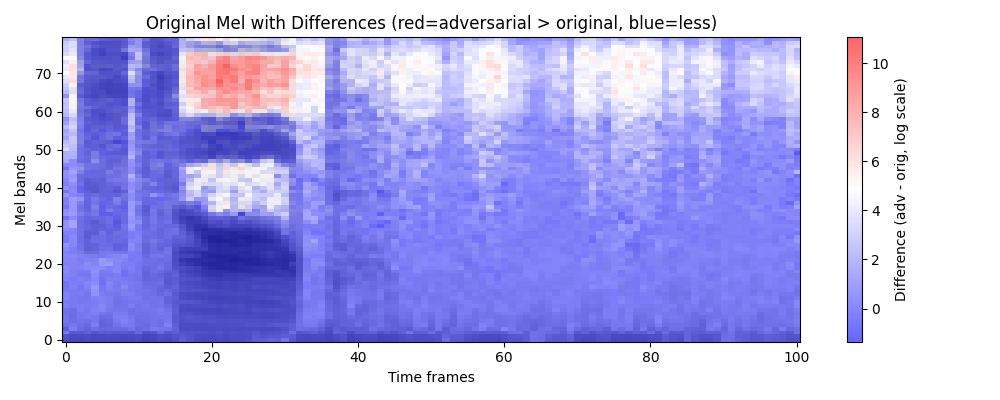 Original Mel with Differences (red=adversarial > original, blue=less)
Mel bands
70
60
50
40
30
20
10
0
0 20 40 60 80 100
Time frames
10
8
6
4
2
0
Difference (adv - orig, log scale)